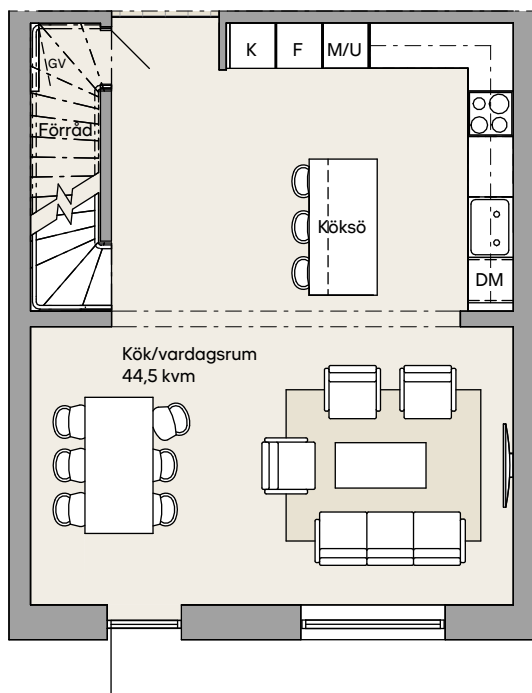 K F M/U
GV
Förråd
Köksö
DM
Kök/vardagsrum
44,5 kvm